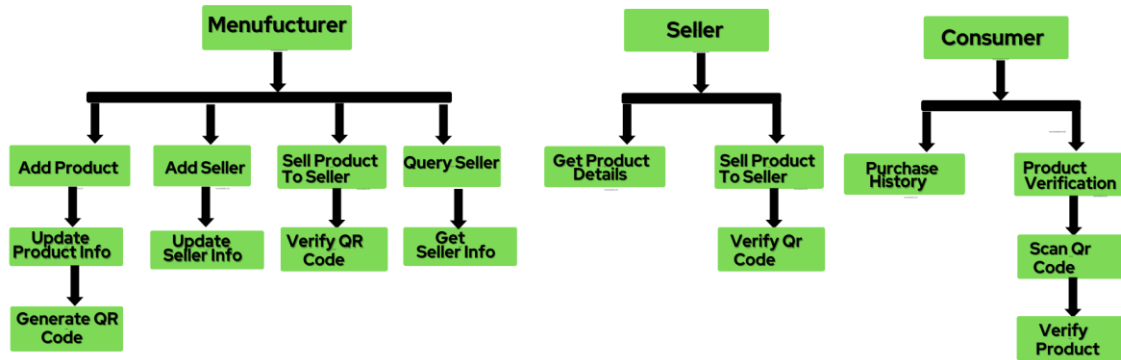 Menufucturer
Seller
Consumer
Add Product
Add Seller
Sell Product
To Seller
Query Seller
Get Product
Details
Sell Product
To Seller
Purchase
History
Product
Verification
Update
Product Info
Update
Seller Info
Verify QR
Code
Get
Seller Info
Verify Qr
Code
Scan Qr
Code
Generate QR
Code
Verify
Product